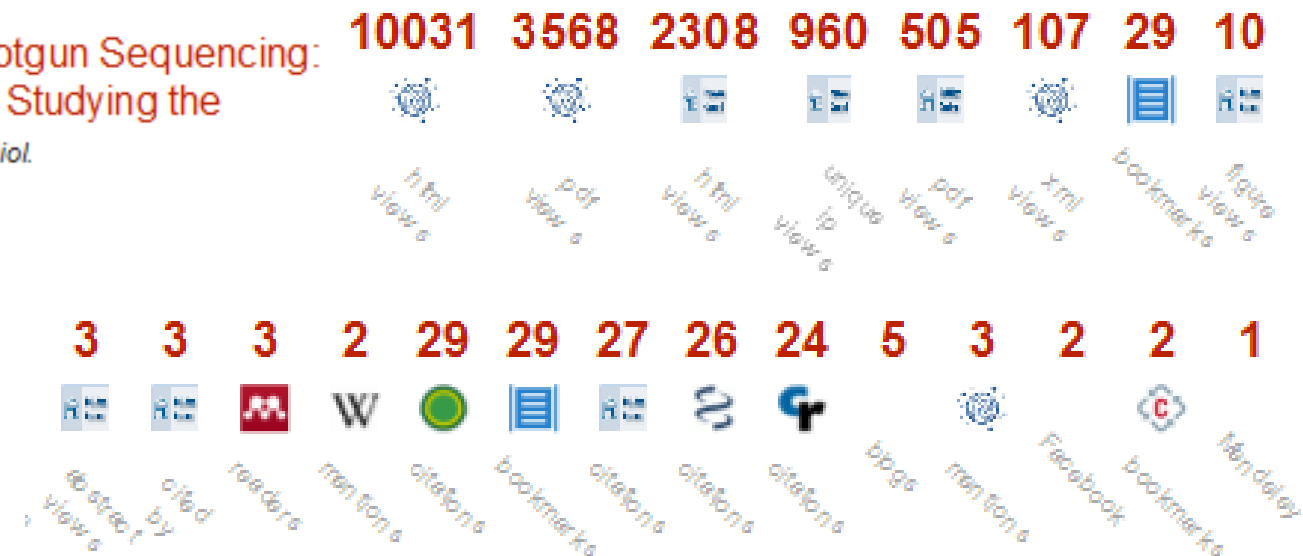 10031 3568 2308 960 505 107 29 10
otgun Sequencing:
Studying the
iol.
html views pdf views html views unique ip views pdf views xml views bookmarks figure views
3 3 3 2 29 29 27 26 24 5 3 2 2 1
W cr C
abstract views cited by readers mentions citations bookmarks citations citations citations blogs mentions Facebook bookmarks Mendeley